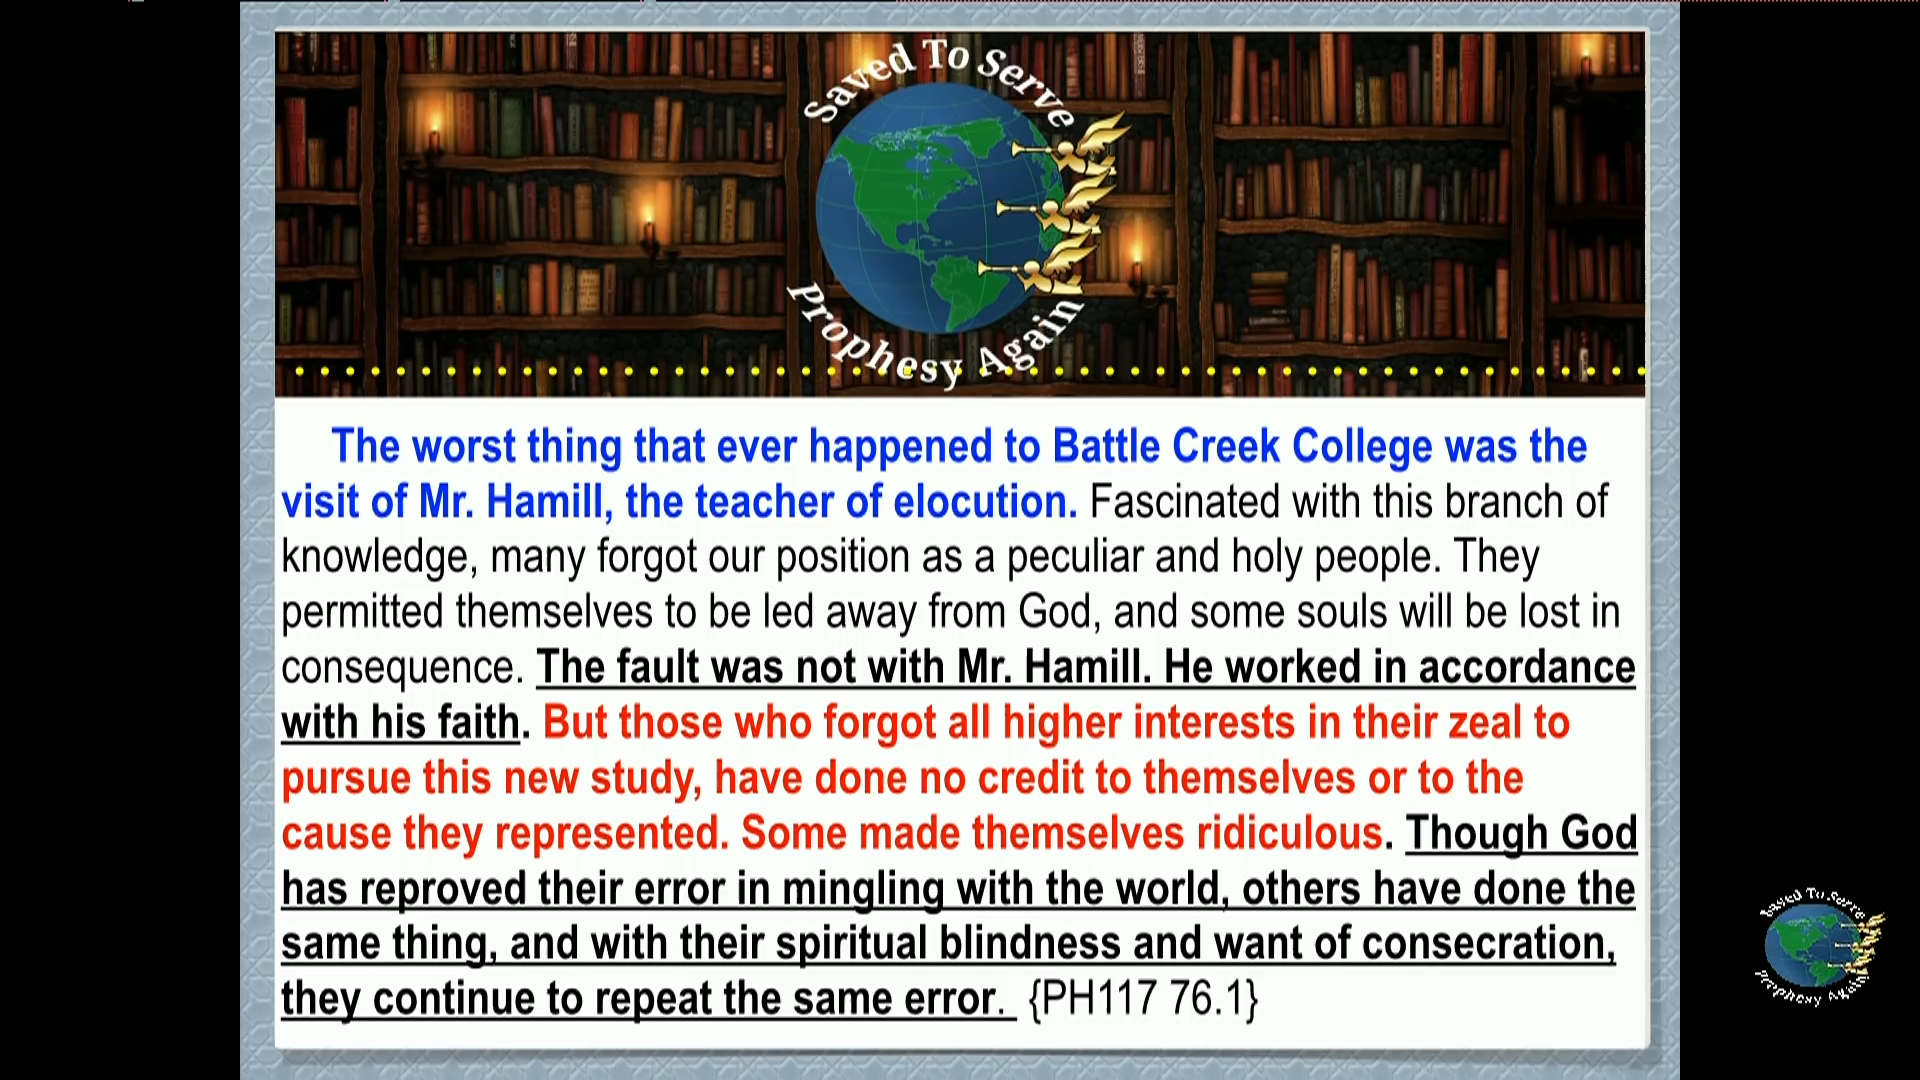 Saved To Serve
Prophesy Again
The worst thing that ever happened to Battle Creek College was the
visit of Mr. Hamill, the teacher of elocution. Fascinated with this branch of
knowledge, many forgot our position as a peculiar and holy people. They
permitted themselves to be led away from God, and some souls will be lost in
consequence. The fault was not with Mr. Hamill. He worked in accordance
with his faith. But those who forgot all higher interests in their zeal to
pursue this new study, have done no credit to themselves or to the
cause they represented. Some made themselves ridiculous. Though God
has reproved their error in mingling with the world, others have done the
same thing, and with their spiritual blindness and want of consecration,
they continue to repeat the same error. {PH117 76.1}
Saved To Serve
Prophesy Again